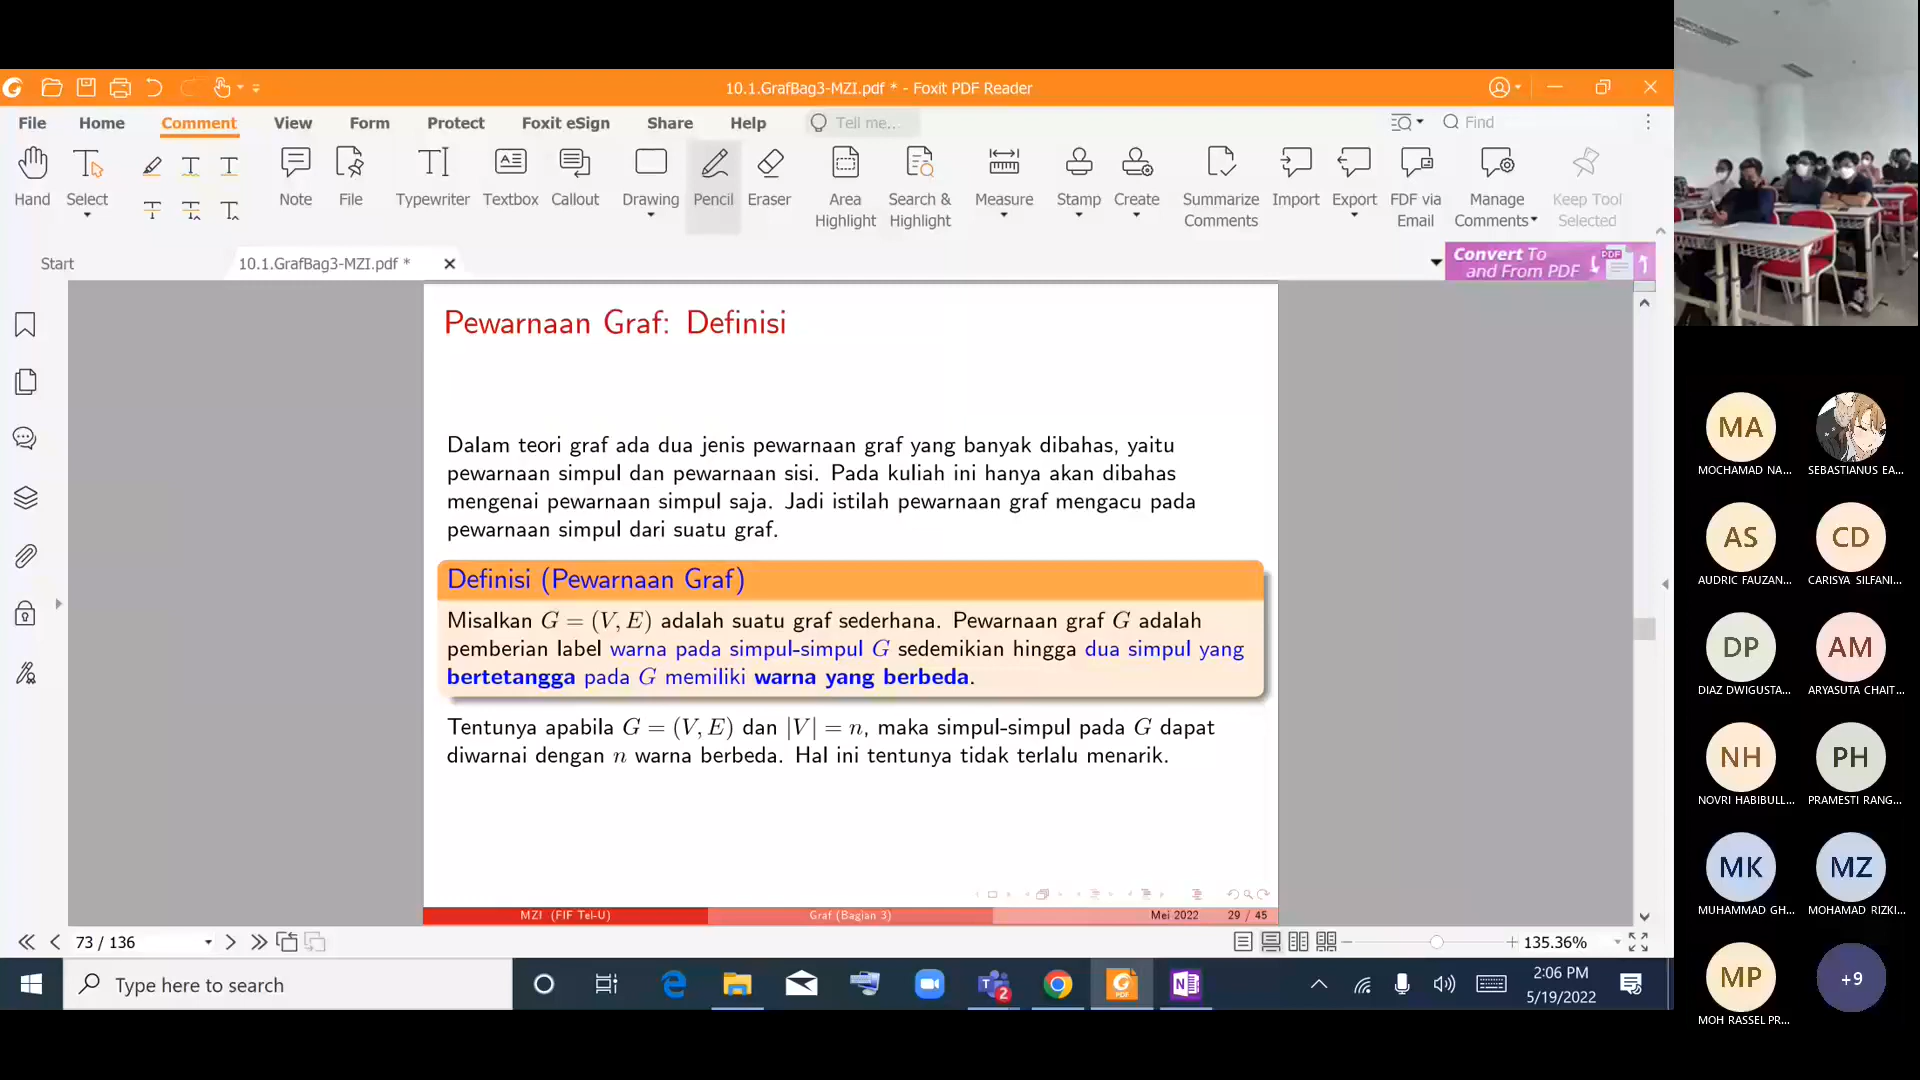 10.1.GrafBag3-MZI.pdf * - Foxit PDF Reader
File Home Comment View Form Protect Foxit eSign Share Help Tell me... Find
Hand Select Note File Typewriter Textbox Callout Drawing Pencil Eraser Area Highlight Search & Highlight Measure Stamp Create Summarize Comments Import Export FDF via Email Manage Comments Keep Tool Selected
Start 10.1.GrafBag3-MZI.pdf *
Convert To
and From PDF
PDF
Pewarnaan Graf: Definisi
Dalam teori graf ada dua jenis pewarnaan graf yang banyak dibahas, yaitu
pewarnaan simpul dan pewarnaan sisi. Pada kuliah ini hanya akan dibahas
mengenai pewarnaan simpul saja. Jadi istilah pewarnaan graf mengacu pada
pewarnaan simpul dari suatu graf.
Definisi (Pewarnaan Graf)
Misalkan G = (V, E) adalah suatu graf sederhana. Pewarnaan graf G adalah
pemberian label warna pada simpul-simpul G sedemikian hingga dua simpul yang
bertetangga pada G memiliki warna yang berbeda.
Tentunya apabila G = (V, E) dan |V| = n, maka simpul-simpul pada G dapat
diwarnai dengan n warna berbeda. Hal ini tentunya tidak terlalu menarik.
MZI (FIF Tel-U) Graf (Bagian 3) Mei 2022 29 / 45
73 / 136 135.36%
Type here to search
2
2:06 PM
5/19/2022
MA
MOCHAMAD NA... SEBASTIANUS EA...
AS CD
AUDRIC FAUZAN... CARISYA SILFANI...
DP AM
DIAZ DWIGUSTA... ARYASUTA CHAIT...
NH PH
NOVRI HABIBULL... PRAMESTI RANG...
MK MZ
MUHAMMAD GH... MOHAMAD RIZKI...
MP +9
MOH RASSEL PR...